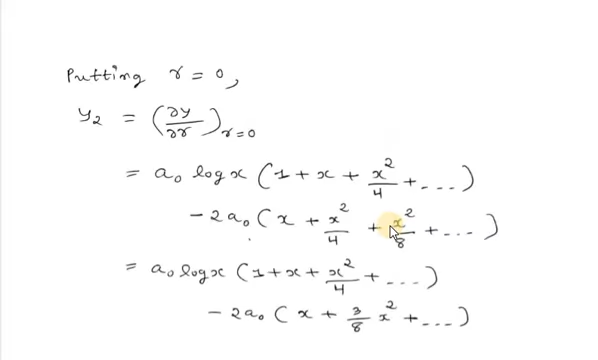 Putting r = 0,
y₂ = (∂y/∂r)ᵣ₌₀
= a₀ log x (1 + x + x²/4 + ---)
- 2a₀ (x + x²/4 + x²/8 + ---)
= a₀ log x (1 + x + x²/4 + ---)
- 2a₀ (x + 3/8 x² + ---)